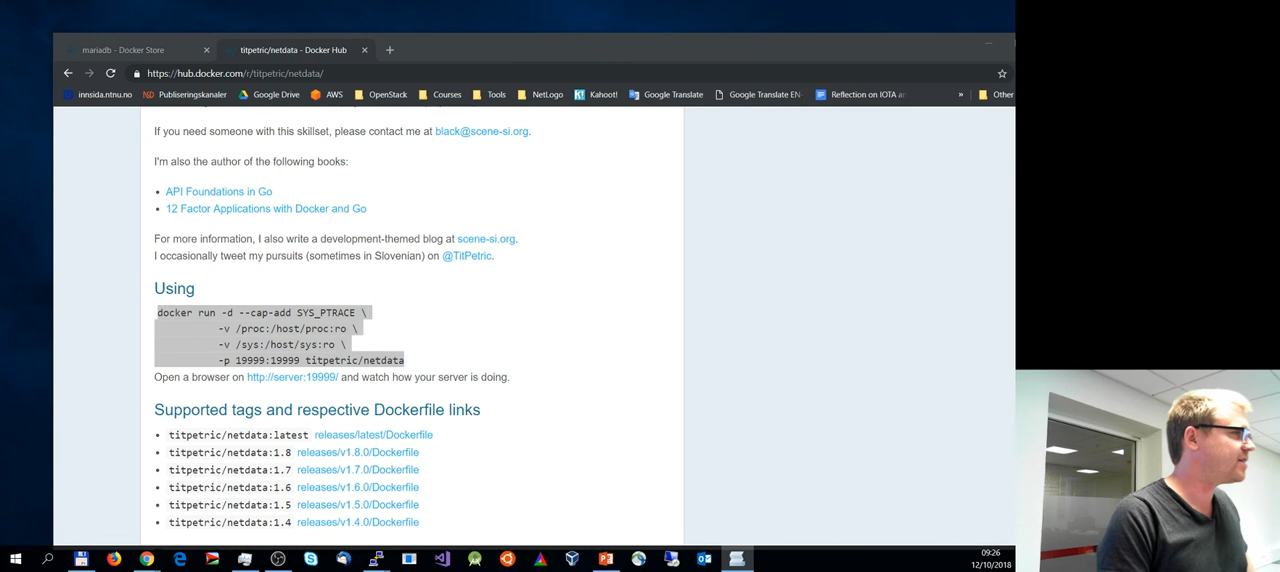 mariadb - Docker Store
titpetric/netdata - Docker Hub
https://hub.docker.com/r/titpetric/netdata/
innsida.ntnu.no Publiseringskanaler Google Drive AWS OpenStack Courses Tools NetLogo Kahoot! Google Translate Google Translate EN- Reflection on IOTA an » Other
If you need someone with this skillset, please contact me at black@scene-si.org.
I'm also the author of the following books:
• API Foundations in Go
• 12 Factor Applications with Docker and Go
For more information, I also write a development-themed blog at scene-si.org.
I occasionally tweet my pursuits (sometimes in Slovenian) on @TitPetric.
Using
docker run -d --cap-add SYS_PTRACE \
-v /proc:/host/proc:ro \
-v /sys:/host/sys:ro \
-p 19999:19999 titpetric/netdata
Open a browser on http://server:19999/ and watch how your server is doing.
Supported tags and respective Dockerfile links
• titpetric/netdata:latest releases/latest/Dockerfile
• titpetric/netdata:1.8 releases/v1.8.0/Dockerfile
• titpetric/netdata:1.7 releases/v1.7.0/Dockerfile
• titpetric/netdata:1.6 releases/v1.6.0/Dockerfile
• titpetric/netdata:1.5 releases/v1.5.0/Dockerfile
• titpetric/netdata:1.4 releases/v1.4.0/Dockerfile
09:26
12/10/2018